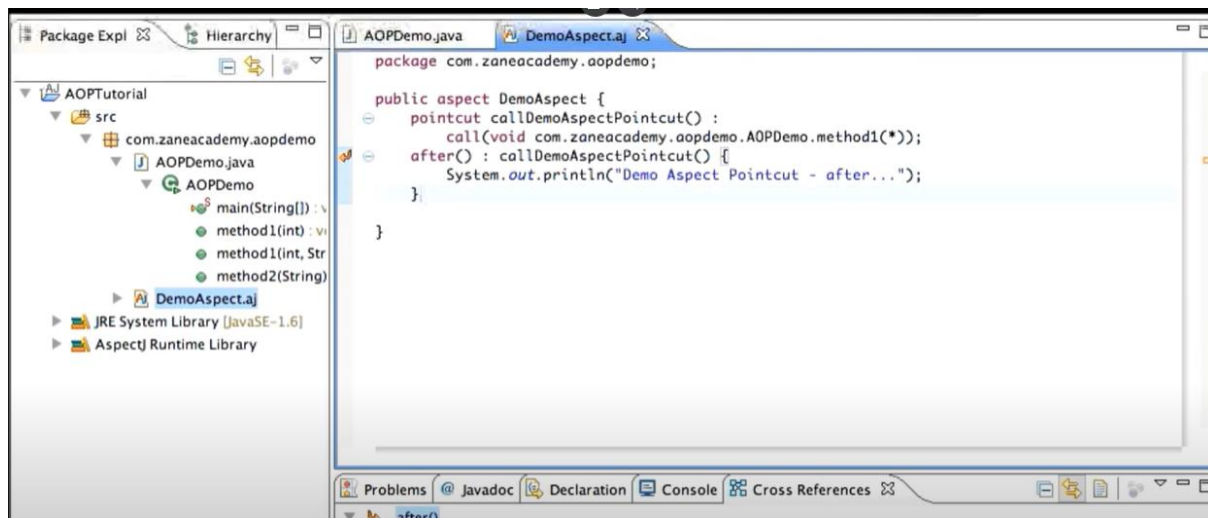 Package Expl
Hierarchy
AOPDemo.java
DemoAspect.aj
AOPTutorial
src
com.zaneacademy.aopdemo
AOPDemo.java
AOPDemo
main(String[]) :
method1(int) :
method1(int, Str
method2(String)
DemoAspect.aj
JRE System Library [JavaSE-1.6]
AspectJ Runtime Library
package com.zaneacademy.aopdemo;
public aspect DemoAspect {
pointcut callDemoAspectPointcut() :
call(void com.zaneacademy.aopdemo.AOPDemo.method1(*));
after() : callDemoAspectPointcut() {
System.out.println("Demo Aspect Pointcut - after...");
}
}
Problems @ Javadoc Declaration Console Cross References
after()